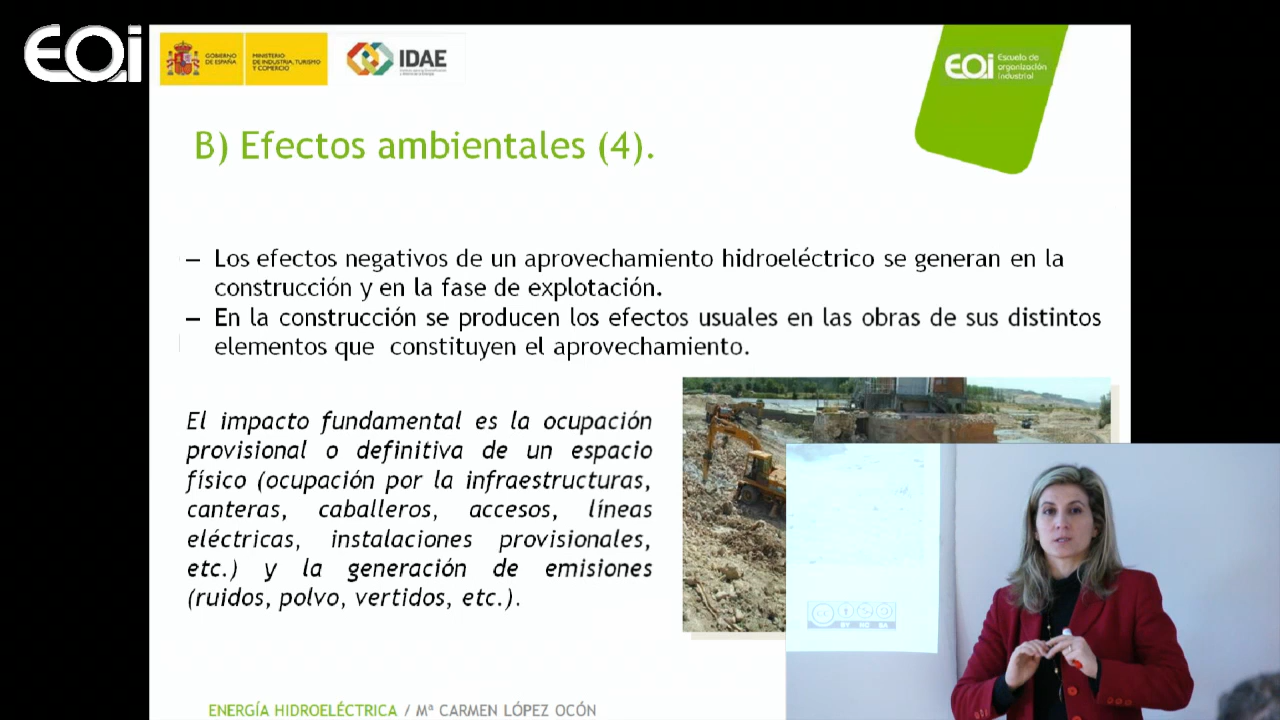 EOi
GOBIERNO DE ESPAÑA
MINISTERIO DE INDUSTRIA, TURISMO Y COMERCIO
IDAE
EOi Escuela de organización industrial
B) Efectos ambientales (4).
– Los efectos negativos de un aprovechamiento hidroeléctrico se generan en la
construcción y en la fase de explotación.
– En la construcción se producen los efectos usuales en las obras de sus distintos
elementos que constituyen el aprovechamiento.
El impacto fundamental es la ocupación
provisional o definitiva de un espacio
físico (ocupación por la infraestructuras,
canteras, caballeros, accesos, líneas
eléctricas, instalaciones provisionales,
etc.) y la generación de emisiones
(ruidos, polvo, vertidos, etc.).
cc BY NC SA
ENERGÍA HIDROELÉCTRICA / Mª CARMEN LÓPEZ OCÓN